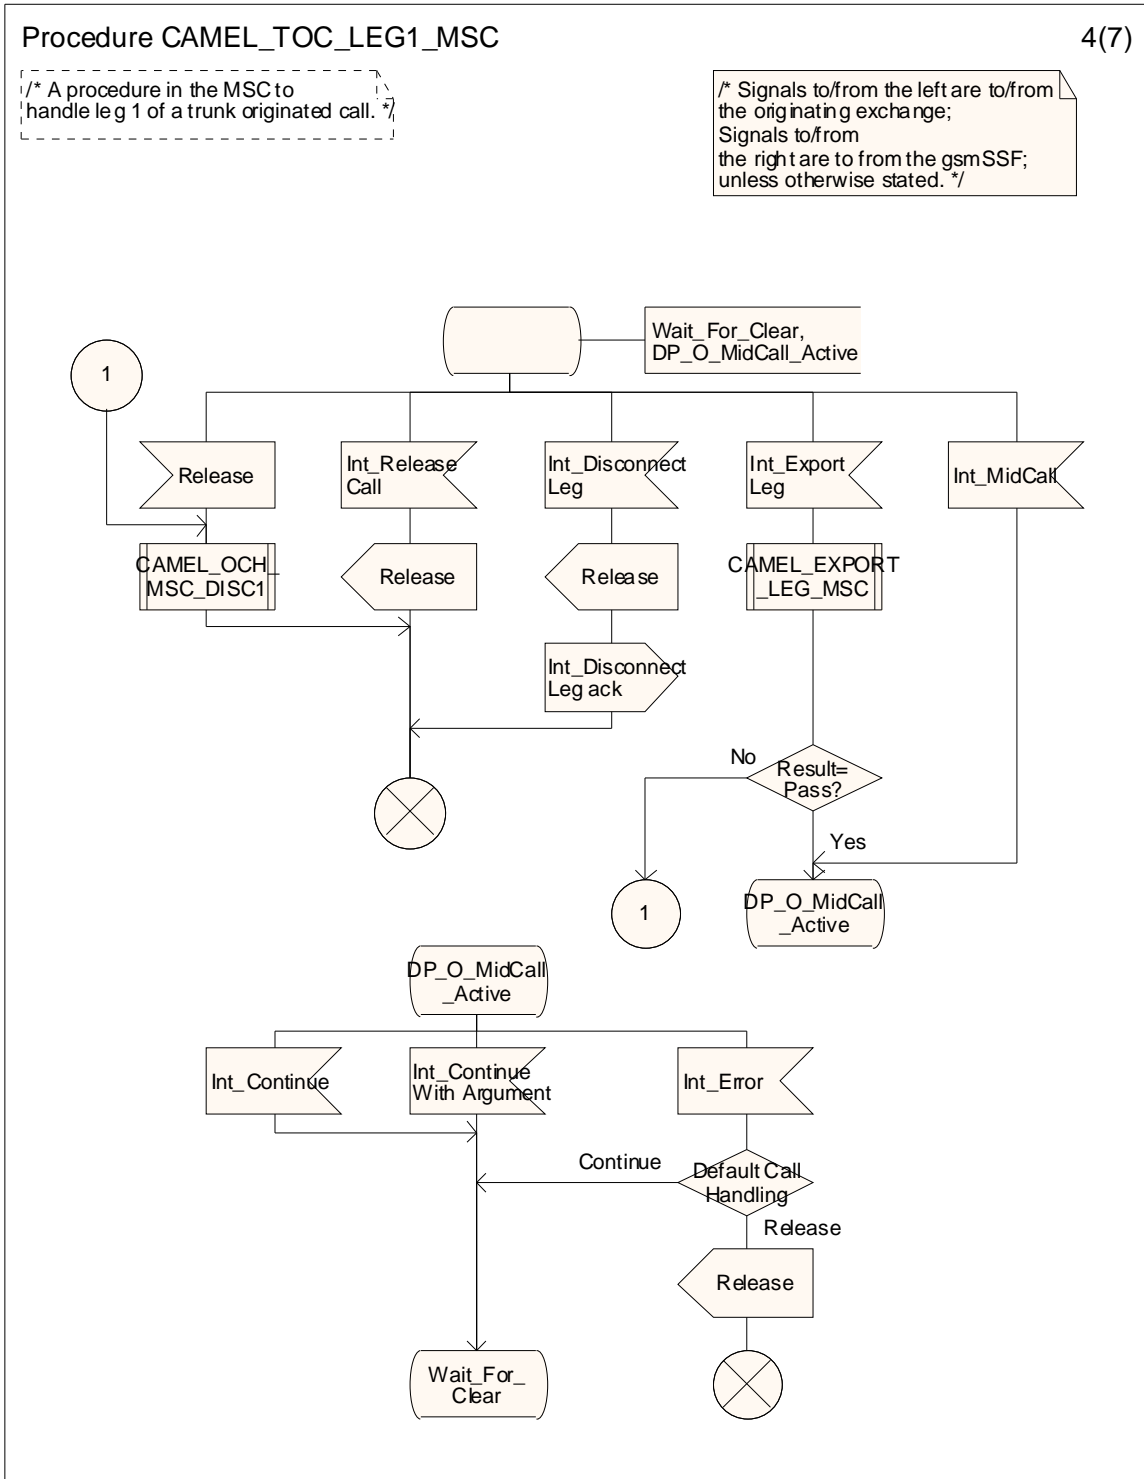 Procedure CAMEL_TOC_LEG1_MSC
4(7)
/* A procedure in the MSC to
handle leg 1 of a trunk originated call. */
/* Signals to/from the left are to/from
the originating exchange;
Signals to/from
the right are to from the gsmSSF;
unless otherwise stated. */
Wait_For_Clear,
DP_O_MidCall_Active
1
Release
Int_Release
Call
Int_Disconnect
Leg
Int_Export
Leg
Int_MidCall
CAMEL_OCH_
MSC_DISC1
Release
Release
CAMEL_EXPORT
_LEG_MSC
Int_Disconnect
Leg ack
No
Result=
Pass?
Yes
1
DP_O_MidCall
_Active
DP_O_MidCall
_Active
Int_Continue
Int_Continue
With Argument
Int_Error
Continue
Default Call
Handling
Release
Release
Wait_For_
Clear